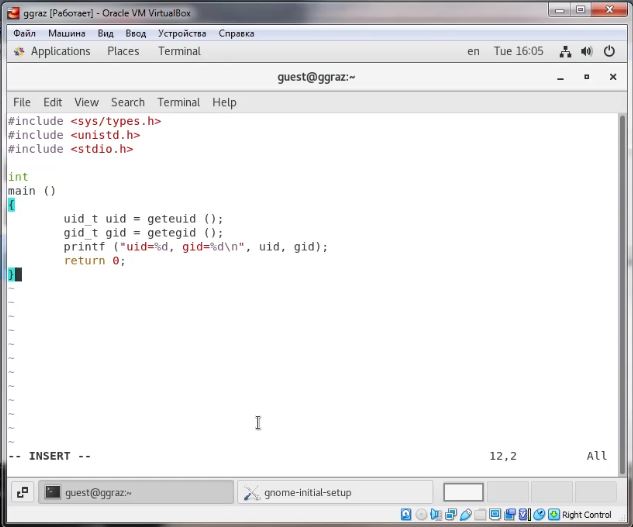 ggraz [Работает] - Oracle VM VirtualBox
Файл Машина Вид Ввод Устройства Справка
Applications Places Terminal en Tue 16:05
guest@ggraz:~
File Edit View Search Terminal Help
#include <sys/types.h>
#include <unistd.h>
#include <stdio.h>
int
main ()
{
uid_t uid = geteuid ();
gid_t gid = getegid ();
printf ("uid=%d, gid=%d\n", uid, gid);
return 0;
}
~
~
~
~
~
~
~
~
~
~
~
~
-- INSERT -- 12,2 All
guest@ggraz:~ gnome-initial-setup
Right Control